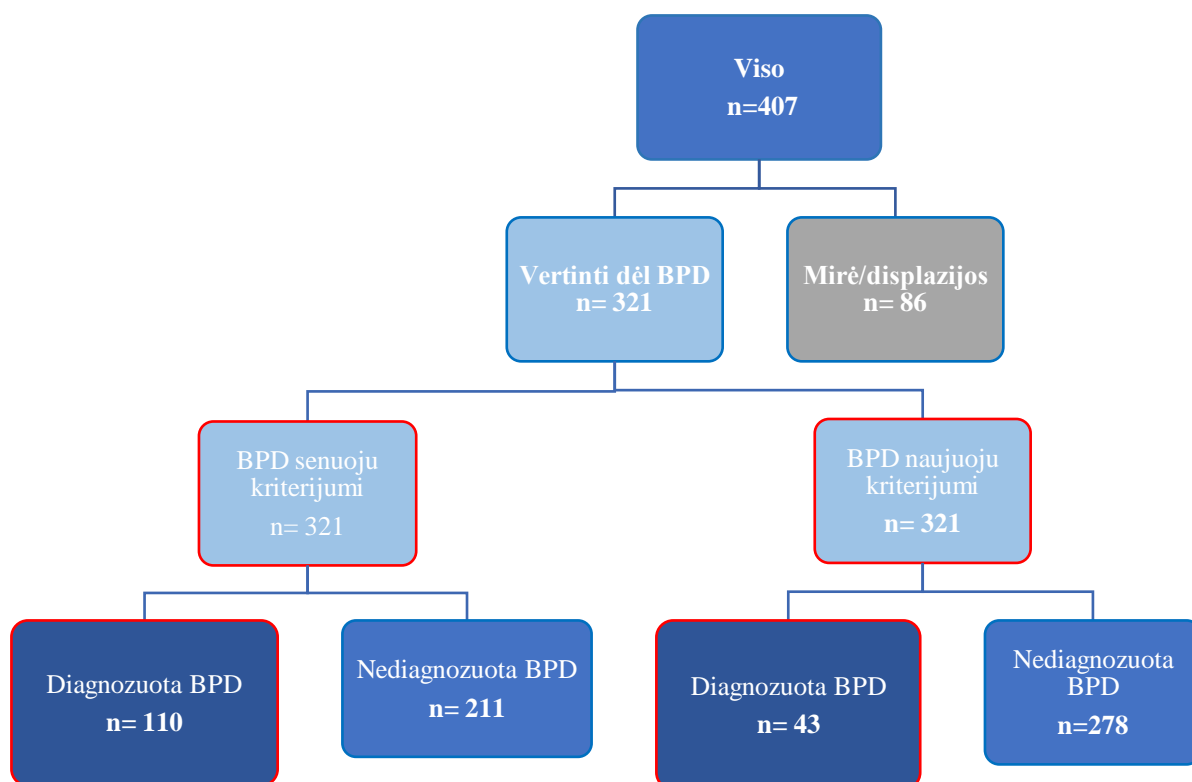 Viso
n=407
Vertinti dėl BPD
n= 321
Mirė/displazijos
n= 86
BPD senuoju
kriterijumi
n= 321
BPD naujuoju
kriterijumi
n= 321
Diagnozuota BPD
n= 110
Nediagnozuota BPD
n= 211
Diagnozuota BPD
n= 43
Nediagnozuota
BPD
n=278